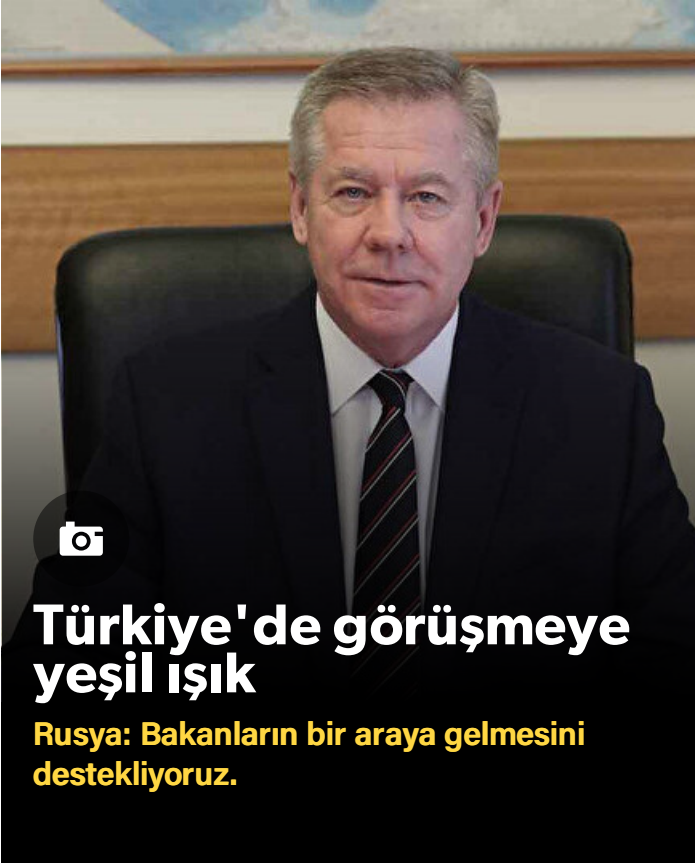 Türkiye'de görüşmeye
yeşil ışık
Rusya: Bakanların bir araya gelmesini
destekliyoruz.